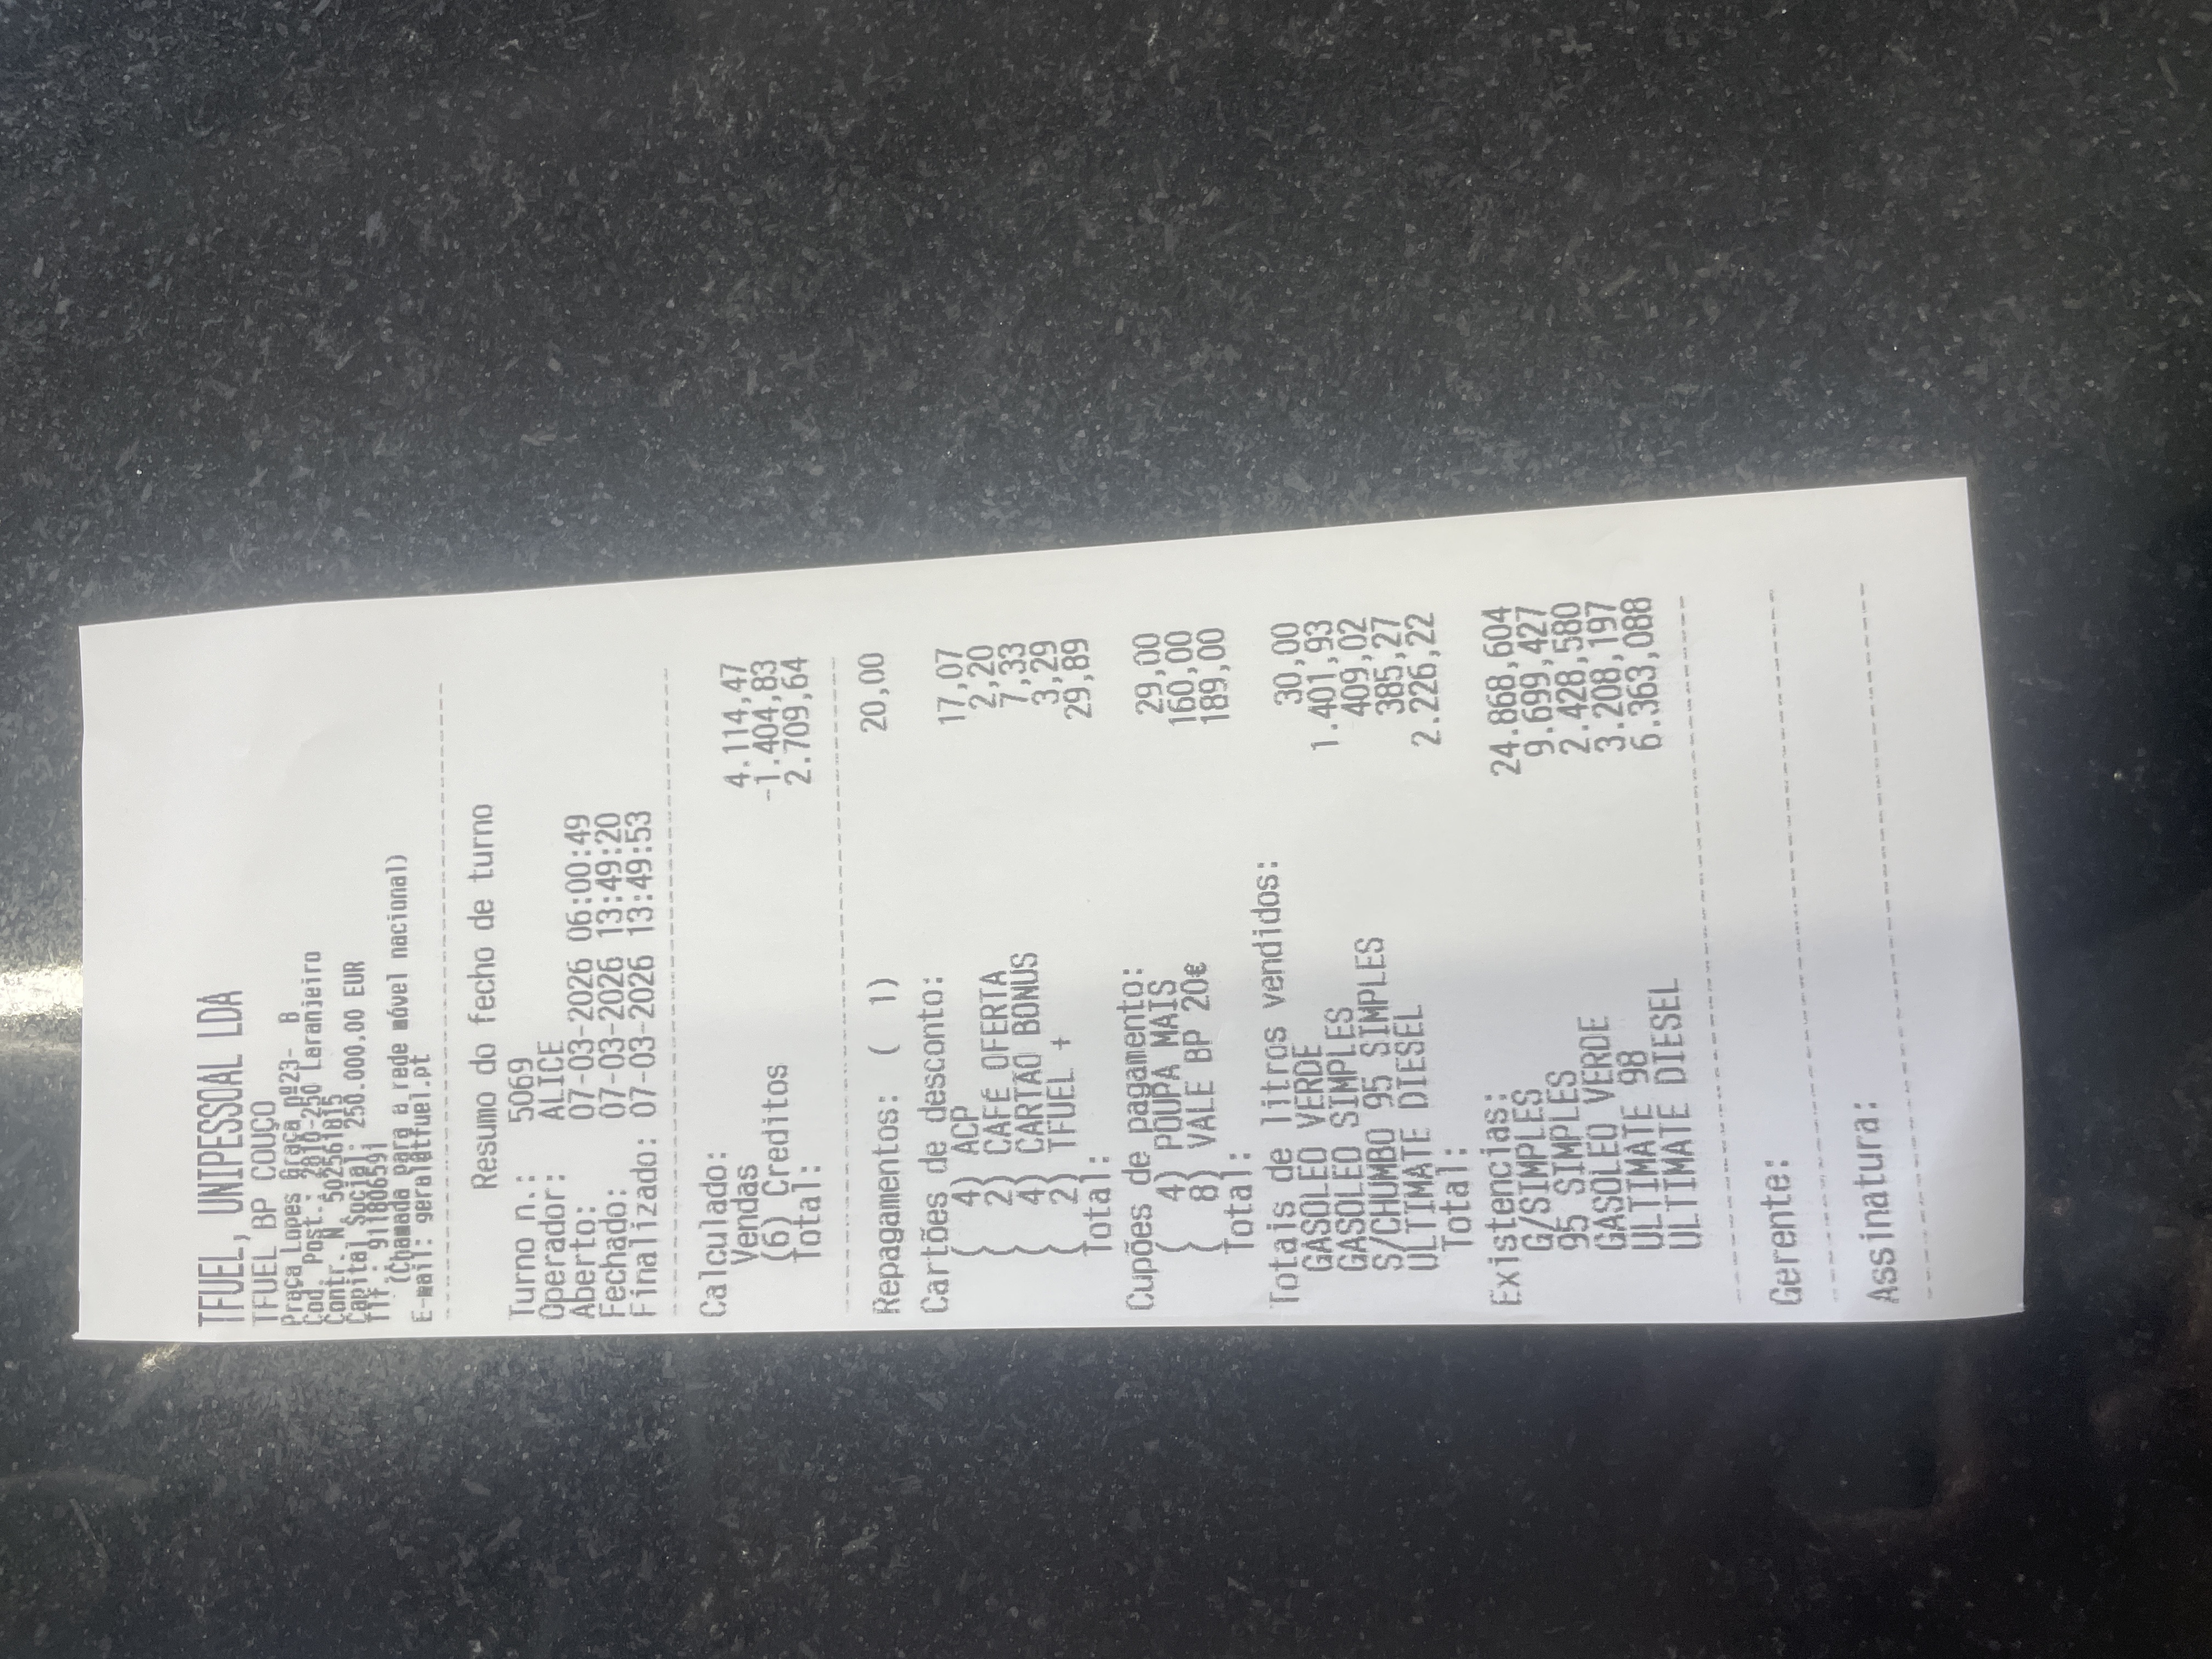 TFUEL, UNIPESSOAL LDA
TFUEL BP COUÇO
Praça Lopes Graça nº23- B
Cod. Post.: 2810-250 Laranjeiro
Contr. N 502561815
Capital Social: 250.000,00 EUR
Tlf : 911806591
(Chamada para a rede móvel nacional)
E-mail: geral@tfuel.pt
Resumo do fecho de turno
Turno n.: 5069
Operador: ALICE
Aberto: 07-03-2026 06:00:49
Fechado: 07-03-2026 13:49:20
Finalizado: 07-03-2026 13:49:53
Calculado:
Vendas 4.114,47
(6) Creditos -1.404,83
Total: 2.709,64
Repagamentos: ( 1) 20,00
Cartões de desconto:
( 4) ACP 17,07
( 2) CAFÉ OFERTA 2,20
( 4) CARTAO BONUS 7,33
( 2) TFUEL + 3,29
Total: 29,89
Cupões de pagamento:
( 4) POUPA MAIS 29,00
( 8) VALE BP 20€ 160,00
Total: 189,00
Totais de litros vendidos:
GASOLEO VERDE 30,00
GASOLEO SIMPLES 1.401,93
S/CHUMBO 95 SIMPLES 409,02
ULTIMATE DIESEL 385,27
Total: 2.226,22
Existencias:
G/SIMPLES 24.868,604
95 SIMPLES 9.699,427
GASOLEO VERDE 2.428,580
ULTIMATE 98 3.208,197
ULTIMATE DIESEL 6.363,088
Gerente:
Assinatura: